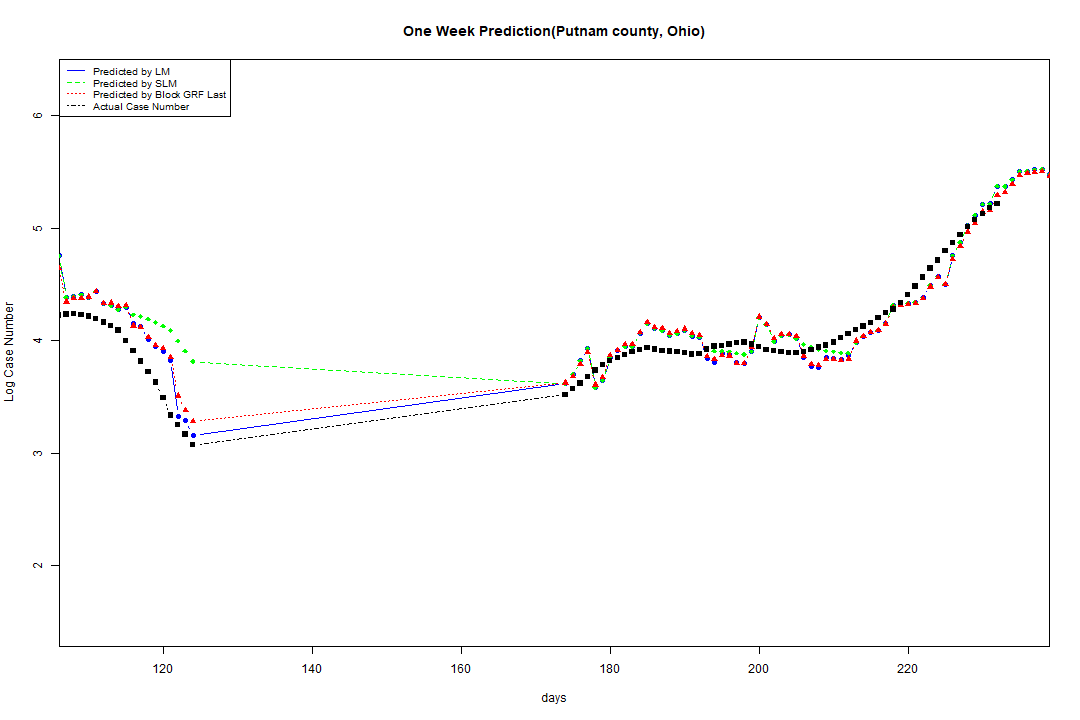 One Week Prediction(Putnam county, Ohio)
Predicted by LM
Predicted by SLM
Predicted by Block GRF Last
Actual Case Number
6
5
4
3
2
Log Case Number
120 140 160 180 200 220
days